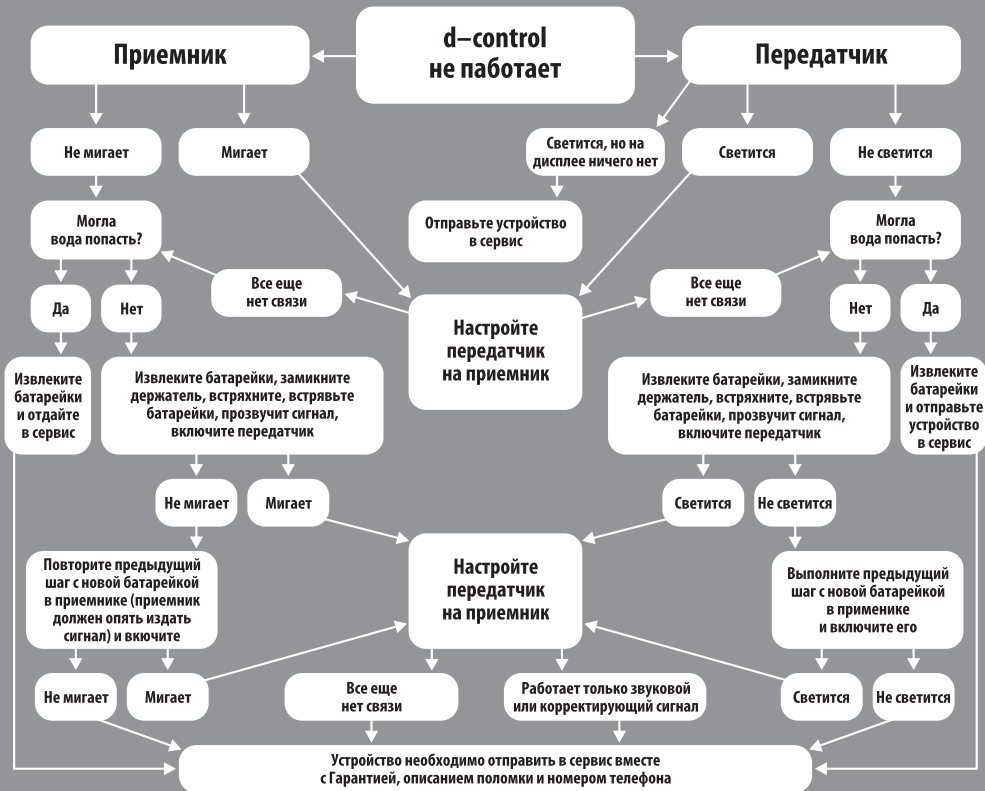 d–control
не паботает
Приемник
Передатчик
Не мигает
Мигает
Светится, но на
дисплее ничего нет
Светится
Не светится
Могла
вода попасть?
Отправьте устройство
в сервис
Могла
вода попасть?
Все еще
нет связи
Все еще
нет связи
Да
Нет
Настройте
передатчик
на приемник
Нет
Да
Извлеките
батарейки
и отдайте
в сервис
Извлеките батарейки, замикните
держатель, встряхните, встрявьте
батарейки, прозвучит сигнал,
включите передатчик
Извлеките батарейки, замикните
держатель, встряхните, встрявьте
батарейки, прозвучит сигнал,
включите передатчик
Извлеките
батарейки
и отправьте
устройство
в сервис
Не мигает
Мигает
Светится
Не светится
Повторите предыдущий
шаг с новой батарейкой
в приемнике (приемник
должен опять издать
сигнал) и вкючите
Настройте
передатчик
на приемник
Выполните предыдущий
шаг с новой батарейкой
в применике
и включите его
Не мигает
Мигает
Все еще
нет связи
Работает только звуковой
или корректирующий сигнал
Светится
Не светится
Устройство необходимо отправить в сервис вместе
с Гарантией, описанием поломки и номером телефона